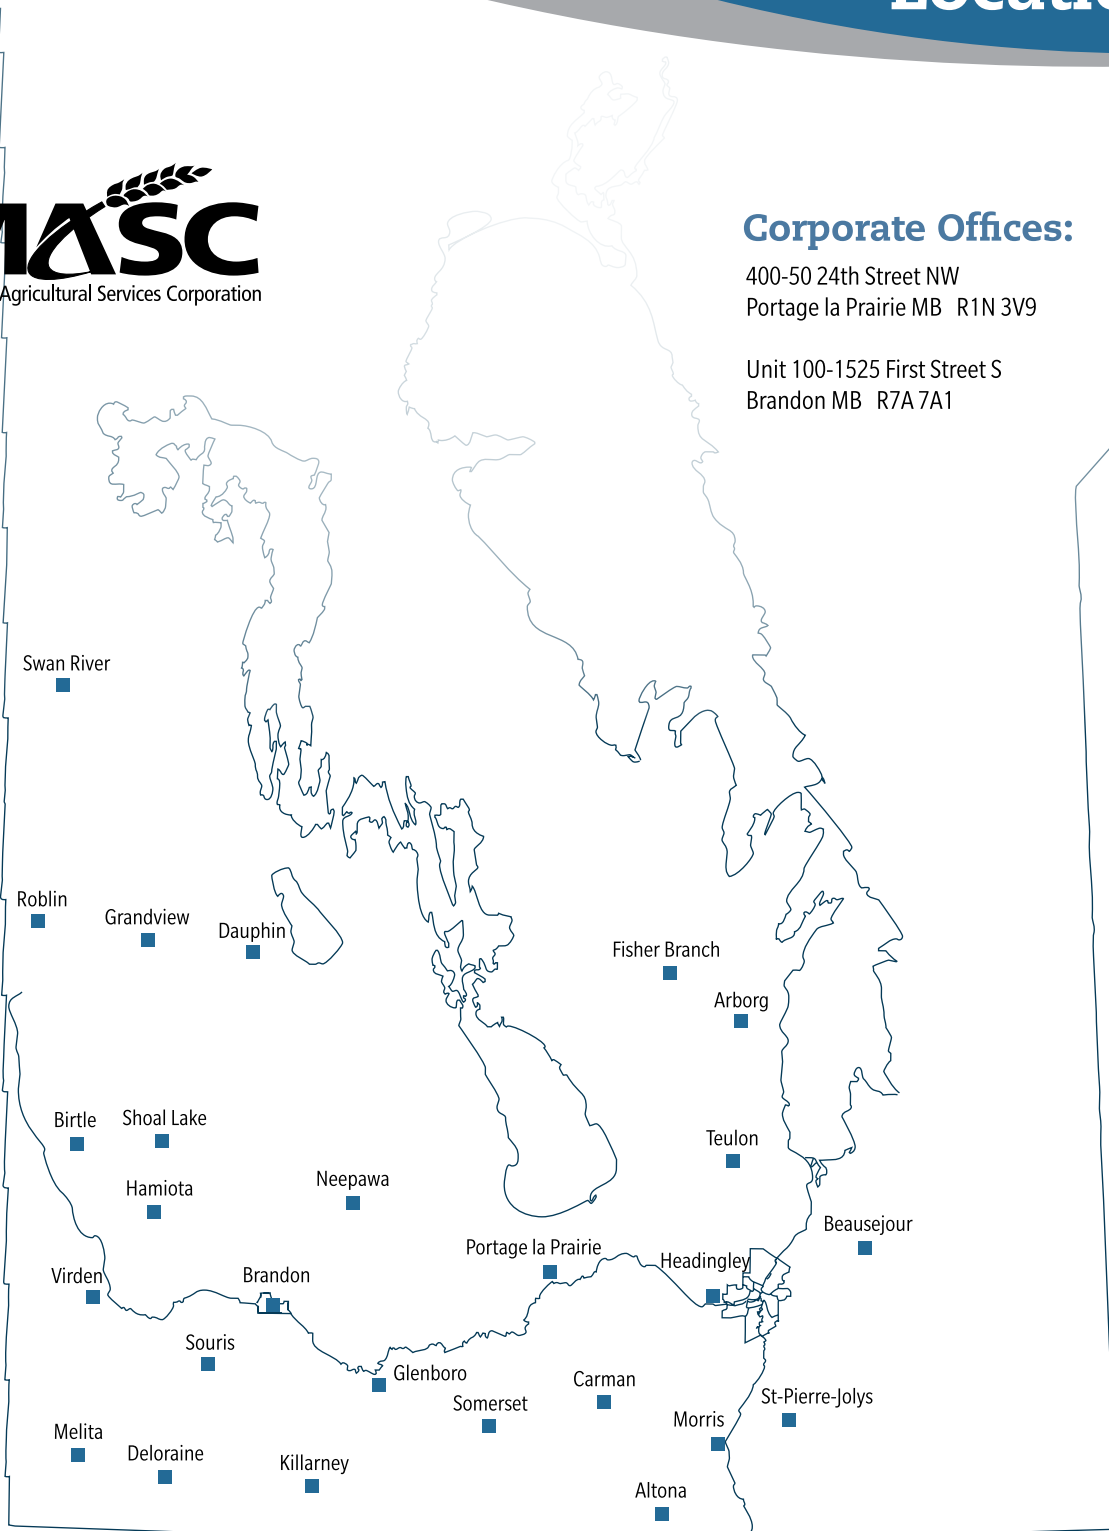 MASC
Agricultural Services Corporation
Corporate Offices:
400-50 24th Street NW
Portage la Prairie MB R1N 3V9
Unit 100-1525 First Street S
Brandon MB R7A 7A1
Swan River
Roblin
Grandview
Dauphin
Fisher Branch
Arborg
Birtle
Shoal Lake
Teulon
Hamiota
Neepawa
Beausejour
Portage la Prairie
Headingley
Virden
Brandon
Souris
Glenboro
Carman
Somerset
St-Pierre-Jolys
Morris
Melita
Deloraine
Killarney
Altona